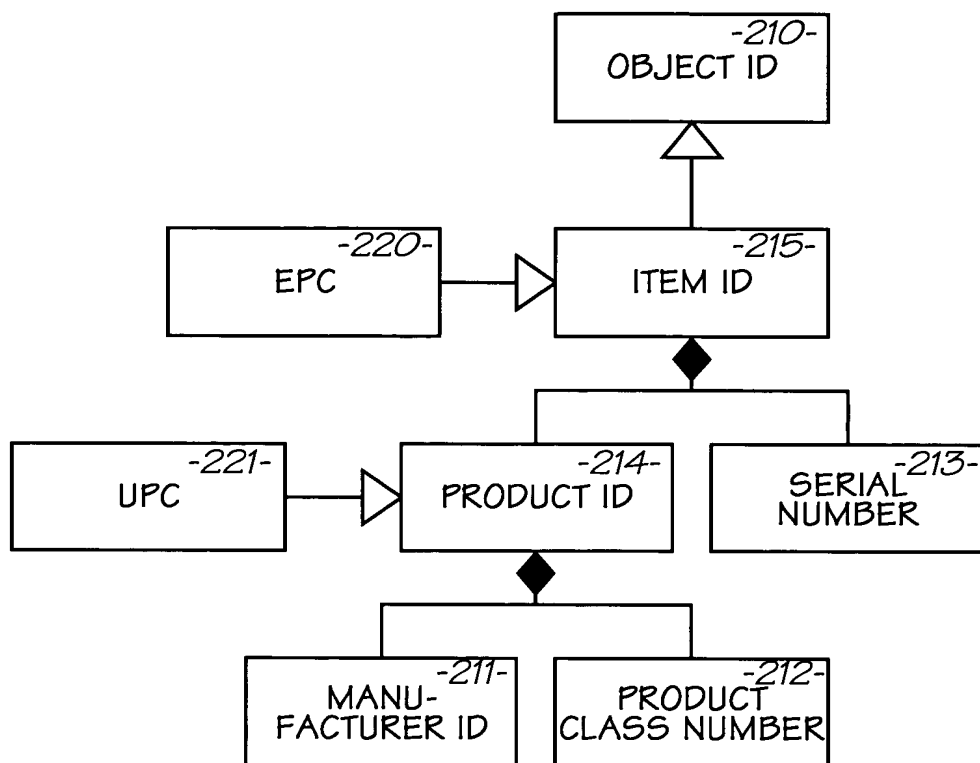 -210-
OBJECT ID
-220-
EPC
-215-
ITEM ID
-221-
UPC
-214-
PRODUCT ID
-213-
SERIAL
NUMBER
-211-
MANU-
FACTURER ID
-212-
PRODUCT
CLASS NUMBER